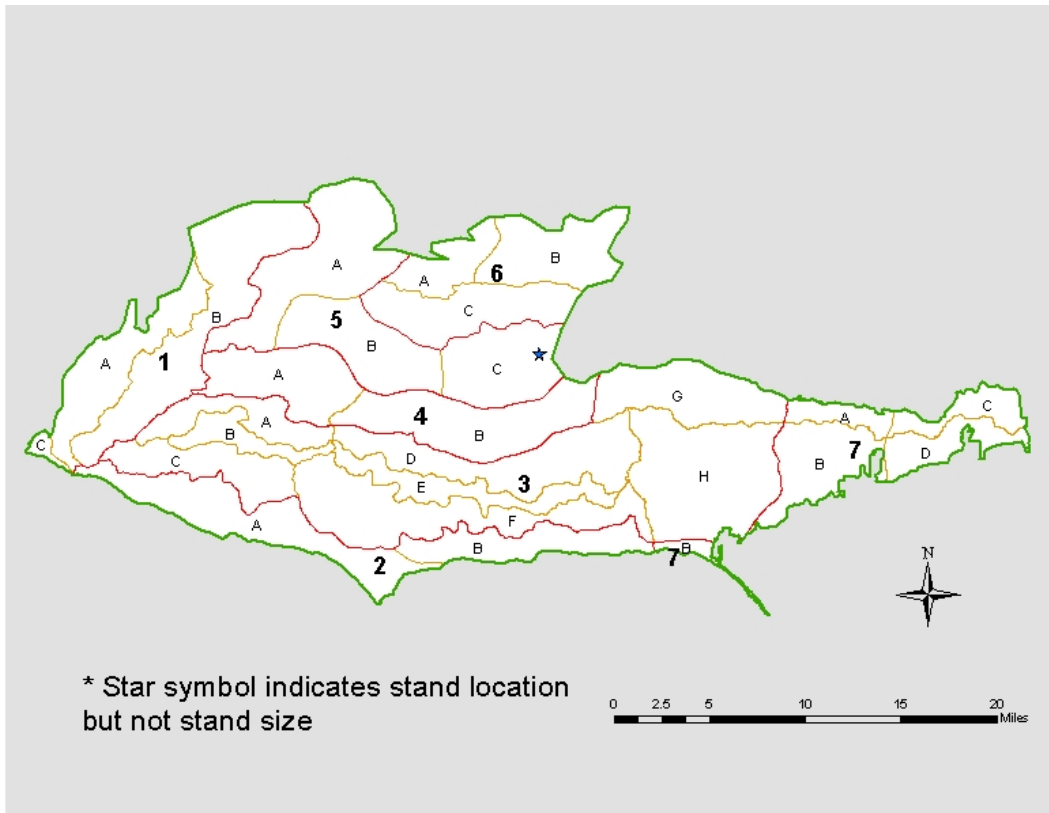 A
B
6
A
B
C
5
A
B
1
B
C
A
G
C
4
A
A
B
7
B
D
B
D
C
3
E
H
F
A
B
B
2
7
N
C
* Star symbol indicates stand location
but not stand size
0 2.5 5 10 15 20
Miles